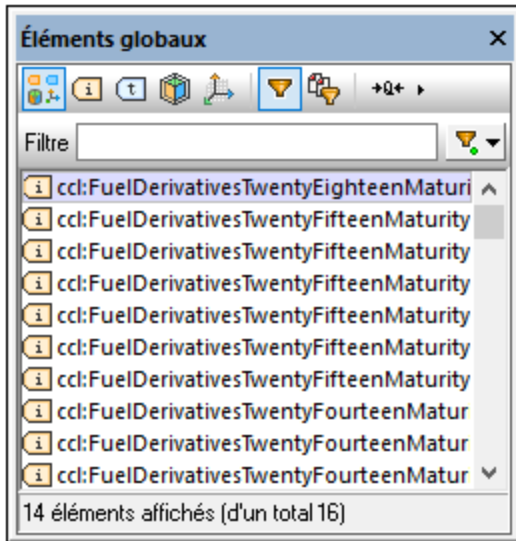 Éléments globaux
Filtre
ccl:FuelDerivativesTwentyEighteenMaturi
ccl:FuelDerivativesTwentyFifteenMaturity
ccl:FuelDerivativesTwentyFifteenMaturity
ccl:FuelDerivativesTwentyFifteenMaturity
ccl:FuelDerivativesTwentyFifteenMaturity
ccl:FuelDerivativesTwentyFifteenMaturity
ccl:FuelDerivativesTwentyFifteenMaturity
ccl:FuelDerivativesTwentyFourteenMatur
ccl:FuelDerivativesTwentyFourteenMatur
ccl:FuelDerivativesTwentyFourteenMatur
14 éléments affichés (d'un total 16)